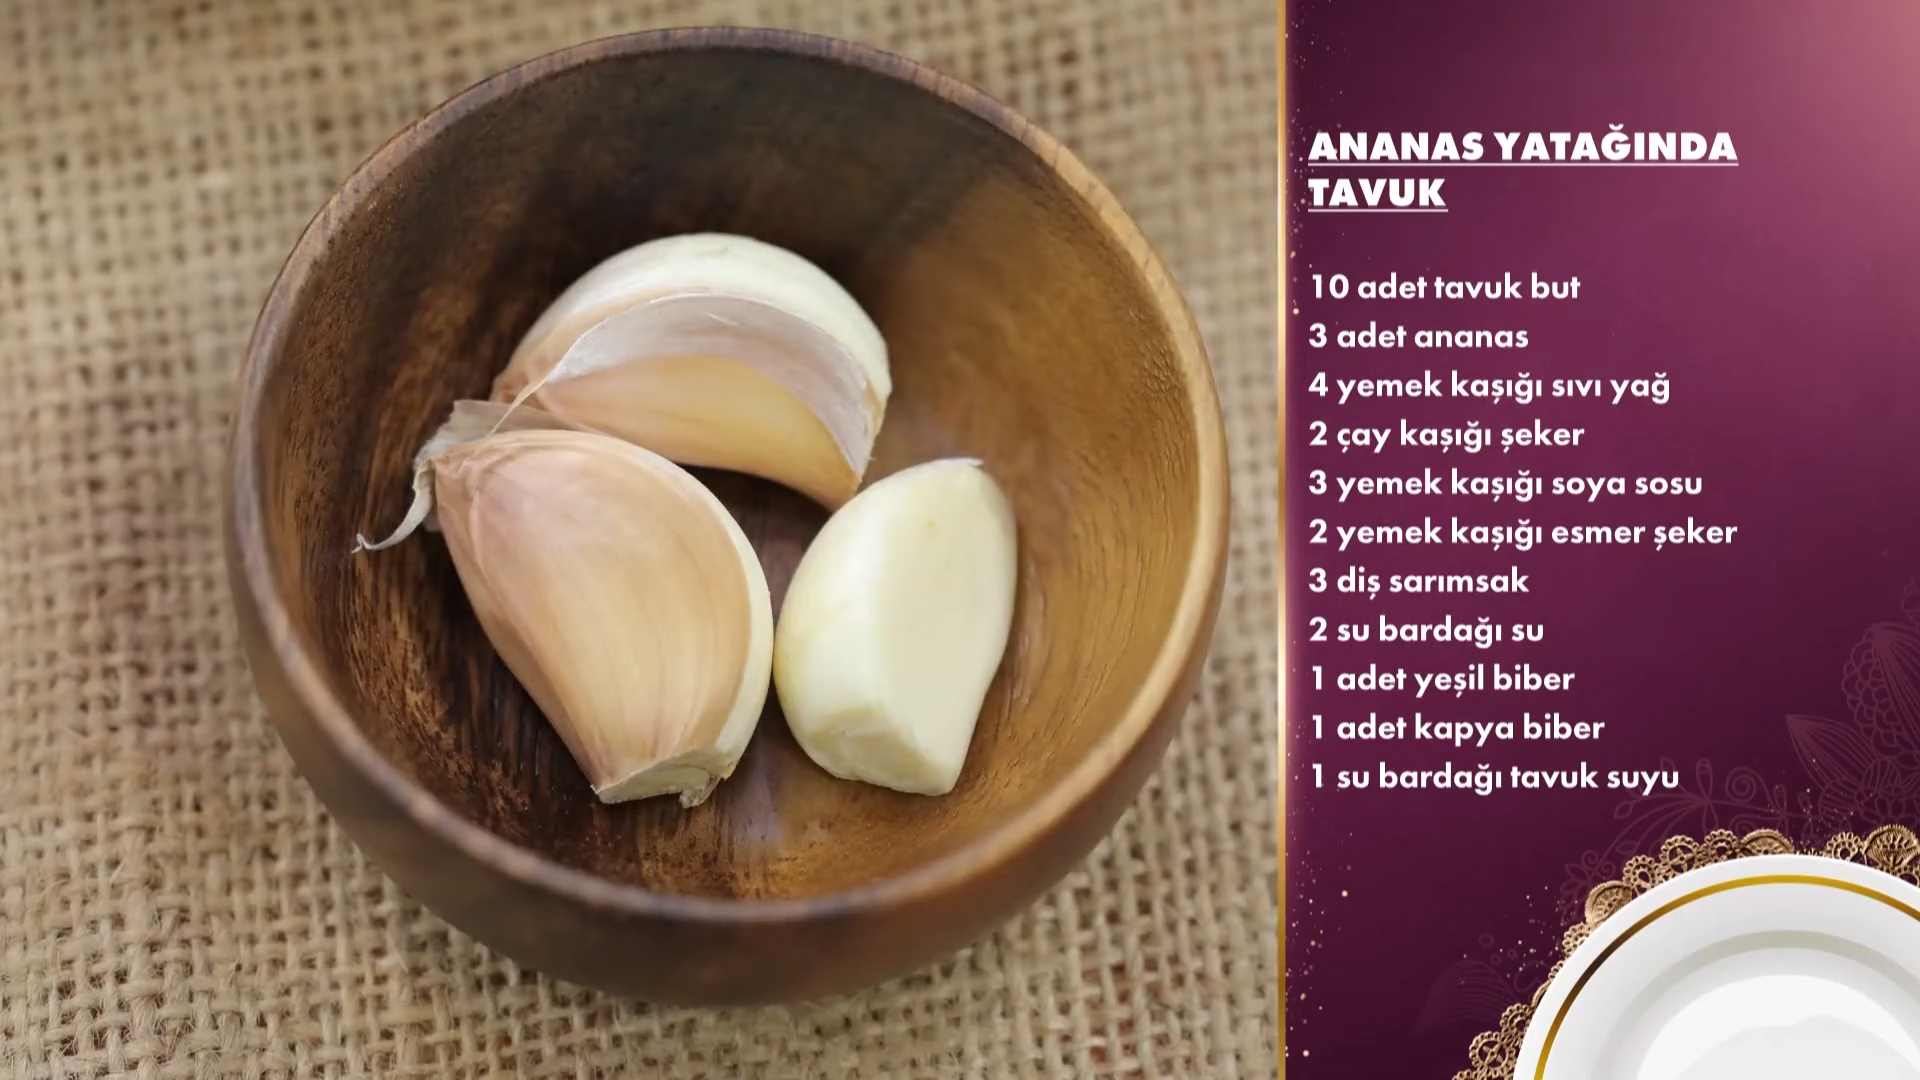 ANANAS YATAĞINDA
TAVUK
10 adet tavuk but
3 adet ananas
4 yemek kaşığı sıvı yağ
2 çay kaşığı şeker
3 yemek kaşığı soya sosu
2 yemek kaşığı esmer şeker
3 diş sarımsak
2 su bardağı su
1 adet yeşil biber
1 adet kapya biber
1 su bardağı tavuk suyu